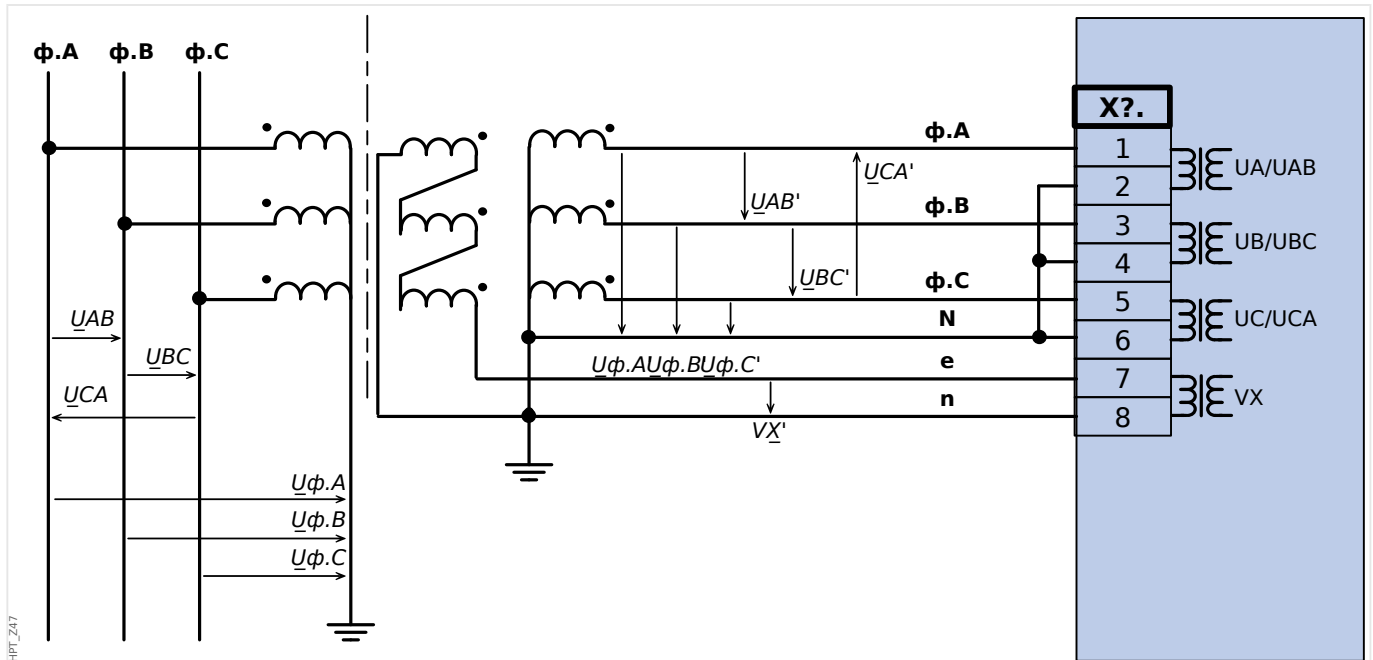 ф.A ф.B ф.C
X?.
ф.A
1
UCA'
UA/UAB
2
UAB'
ф.B
3
UB/UBC
4
UBC'
ф.C
5
UAB
N
UC/UCA
6
UBC
Uф.AUф.BUф.C'
e
7
UCA
n
VX
8
VX'
Uф.A
Uф.B
Uф.C
HPT_Z47